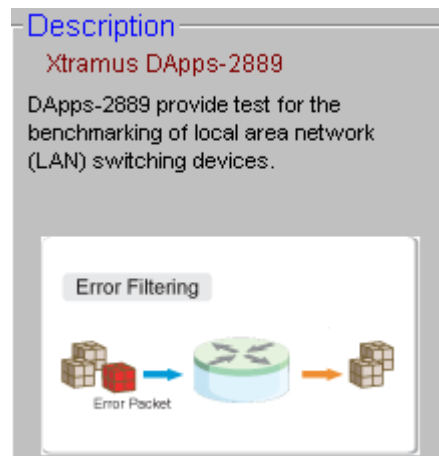 Description
Xtramus DApps-2889
DApps-2889 provide test for the
benchmarking of local area network
(LAN) switching devices.
Error Filtering
Error Packet